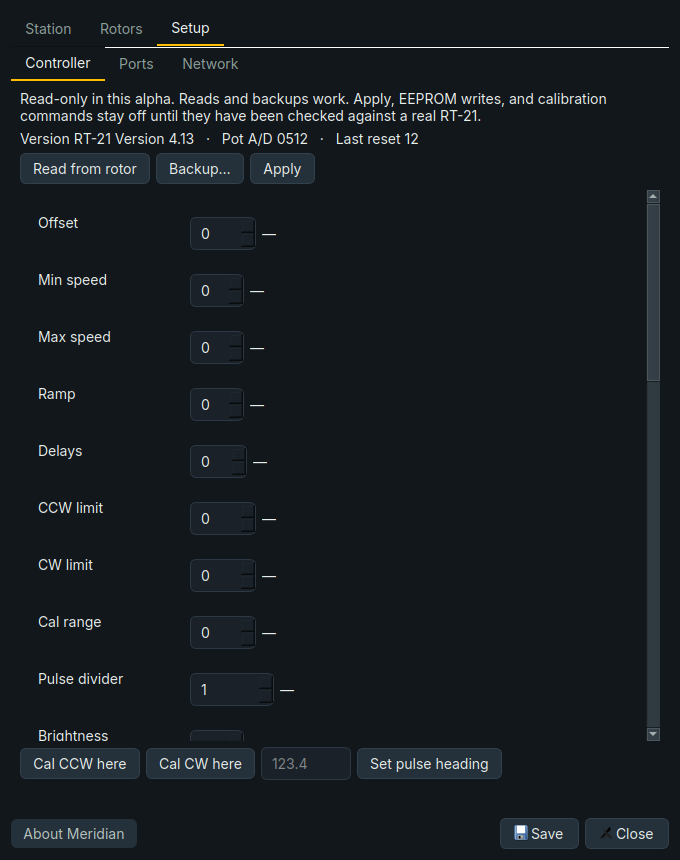 Station Rotors Setup
Controller Ports Network
Read-only in this alpha. Reads and backups work. Apply, EEPROM writes, and calibration
commands stay off until they have been checked against a real RT-21.
Version RT-21 Version 4.13 · Pot A/D 0512 · Last reset 12
Read from rotor Backup... Apply
Offset 0 —
Min speed 0 —
Max speed 0 —
Ramp 0 —
Delays 0 —
CCW limit 0 —
CW limit 0 —
Cal range 0 —
Pulse divider 1 —
Brightness
Cal CCW here Cal CW here 123.4 Set pulse heading
About Meridian Save Close